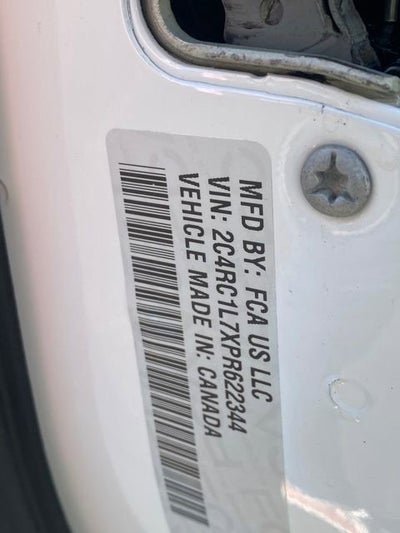 MFD BY: FCA US LLC
VIN: 2C4RC1L7XPR622344
VEHICLE MADE IN: CANADA